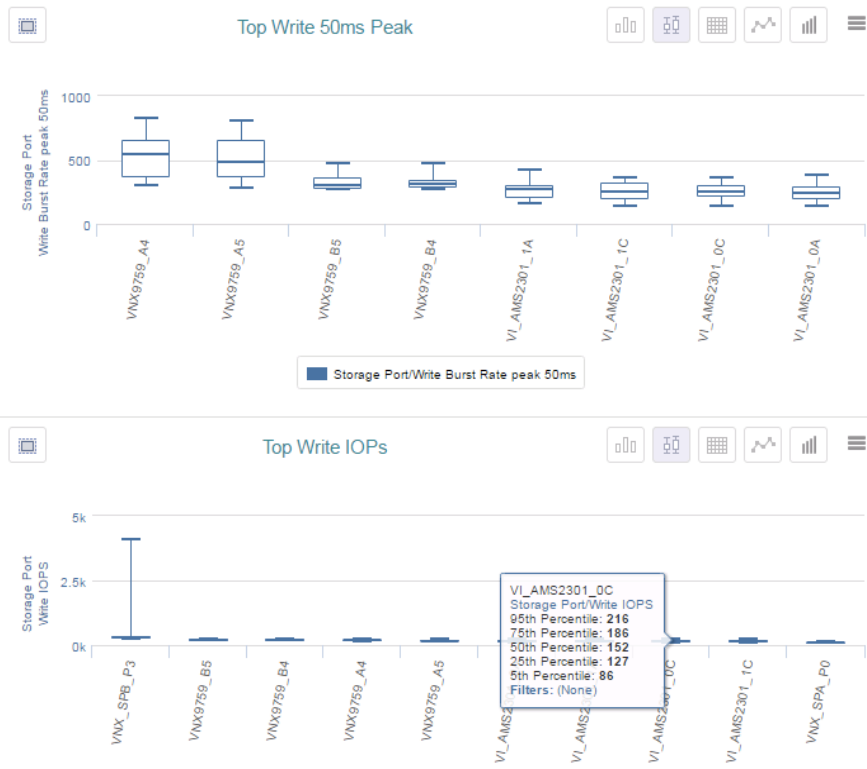 Top Write 50ms Peak
Storage Port
Write Burst Rate peak 50ms
1000
500
0
VNX9759_A4
VNX9759_A5
VNX9759_B5
VNX9759_B4
VI_AMS2301_1A
VI_AMS2301_1C
VI_AMS2301_0C
VI_AMS2301_0A
Storage Port/Write Burst Rate peak 50ms
Top Write IOPs
Storage Port
Write IOPS
5k
2.5k
0k
VI_AMS2301_0C
Storage Port/Write IOPS
95th Percentile: 216
75th Percentile: 186
50th Percentile: 152
25th Percentile: 127
5th Percentile: 86
Filters: (None)
VNX_SPB_P3
VNX9759_B5
VNX9759_B4
VNX9759_A4
VNX9759_A5
VI_AMS2301_0C
VI_AMS2301_1C
VNX_SPA_P0